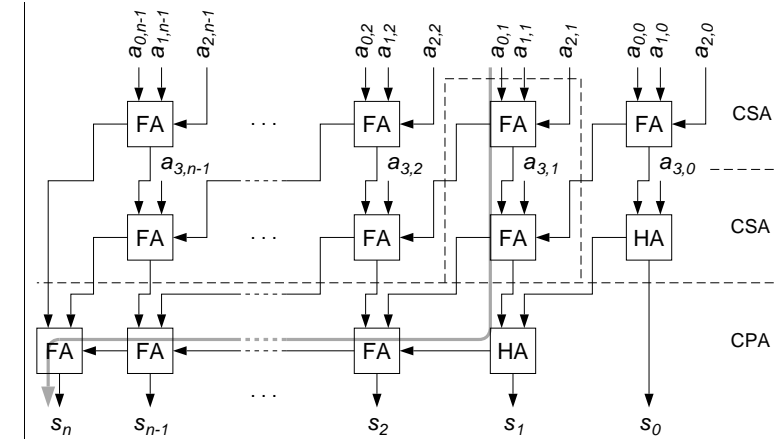 a0,n-1 a1,n-1 a2,n-1 a0,2 a1,2 a2,2 a0,1 a1,1 a2,1 a0,0 a1,0 a2,0
FA . . . FA FA FA CSA
a3,n-1 a3,2 a3,1 a3,0
FA . . . FA FA HA CSA
FA FA FA HA CPA
sn sn-1 . . . s2 s1 s0